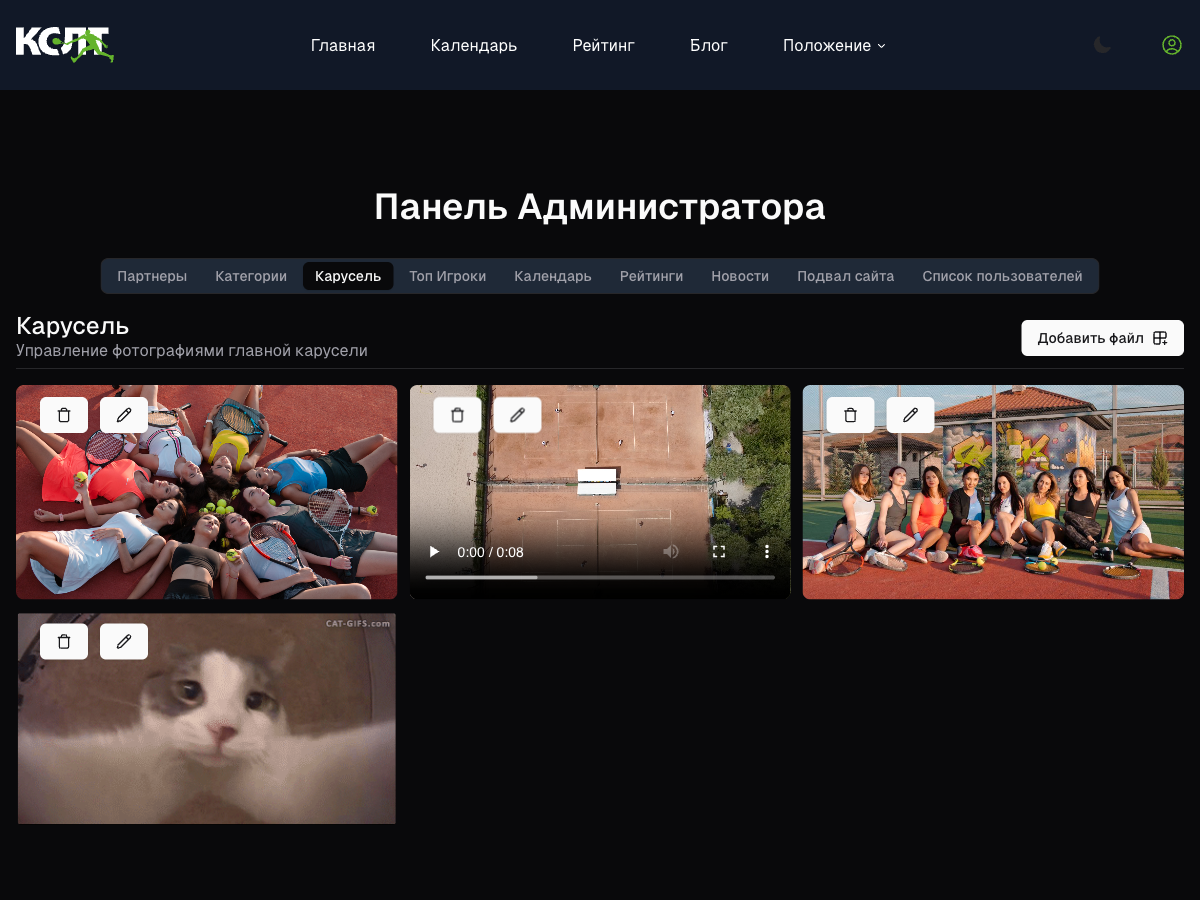 КСЛТ
Главная Календарь Рейтинг Блог Положение
Панель Администратора
Партнеры Категории Карусель Топ Игроки Календарь Рейтинги Новости Подвал сайта Список пользователей
Карусель
Управление фотографиями главной карусели
Добавить файл
0:00 / 0:08
CAT-GIFS.com